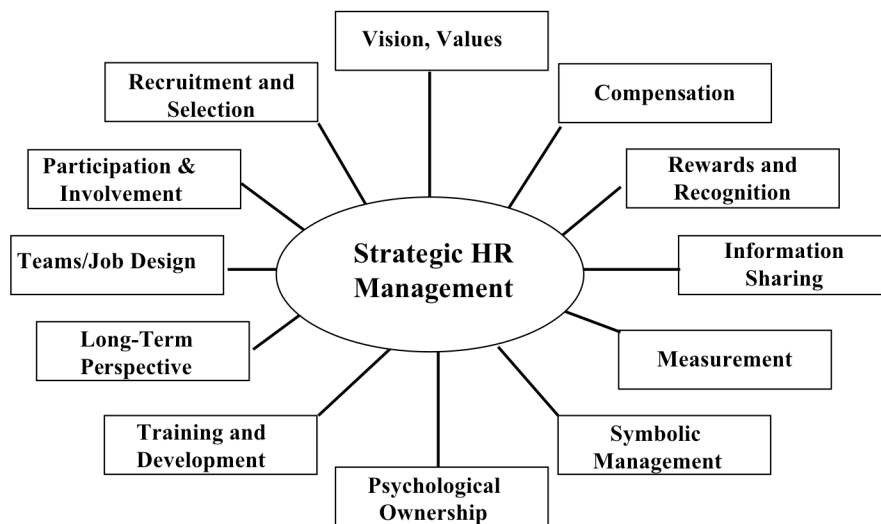 Vision, Values
Recruitment and
Selection
Compensation
Participation &
Involvement
Rewards and
Recognition
Teams/Job Design
Strategic HR
Management
Information
Sharing
Long-Term
Perspective
Measurement
Training and
Development
Symbolic
Management
Psychological
Ownership